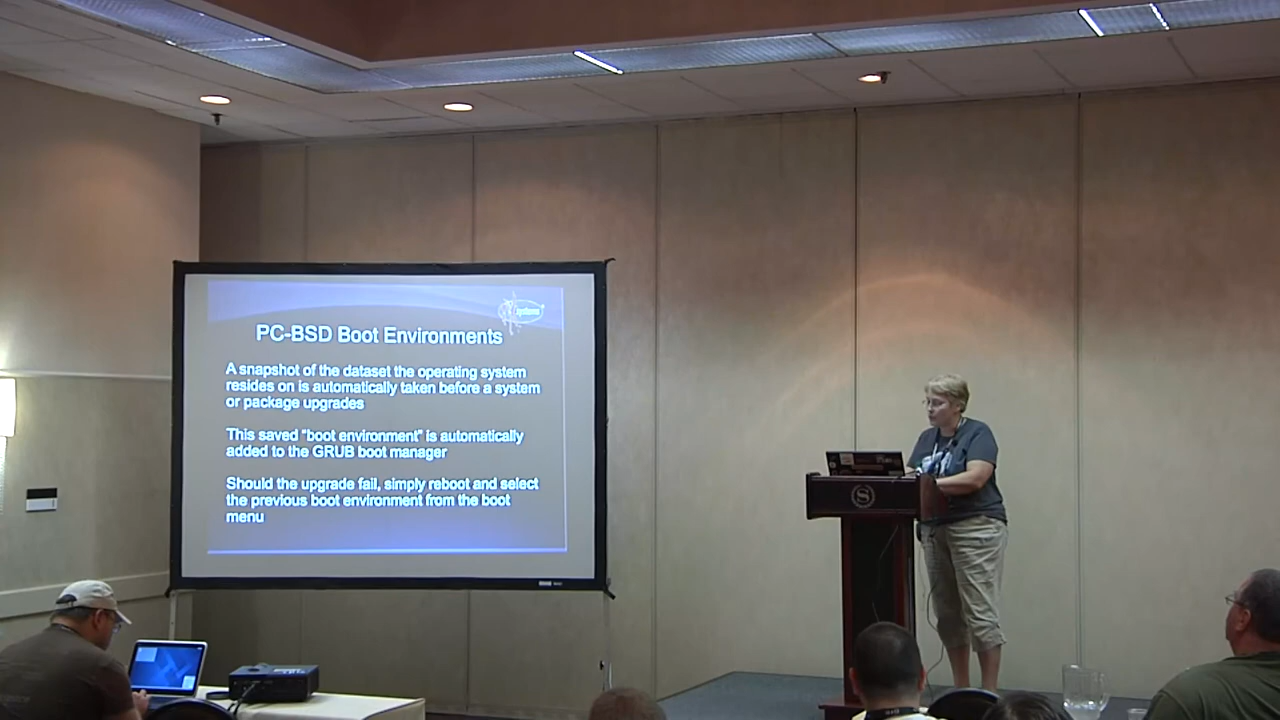 systems
PC-BSD Boot Environments
A snapshot of the dataset the operating system
resides on is automatically taken before a system
or package upgrades
This saved "boot environment" is automatically
added to the GRUB boot manager
Should the upgrade fail, simply reboot and select
the previous boot environment from the boot
menu
S